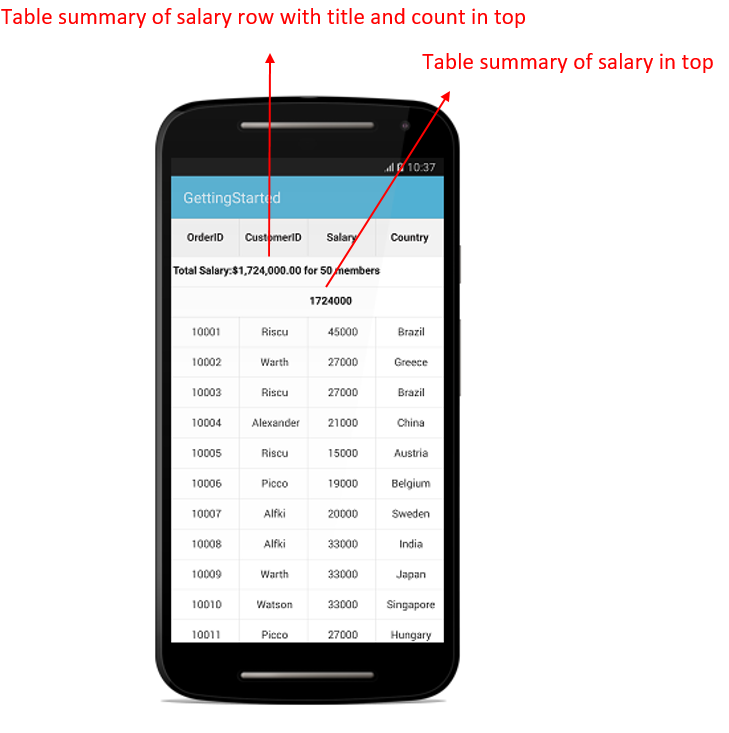 Table summary of salary row with title and count in top
Table summary of salary in top
10:37
GettingStarted
OrderID CustomerID Salary Country
Total Salary:$1,724,000.00 for 50 members
1724000
10001 Riscu 45000 Brazil
10002 Warth 27000 Greece
10003 Riscu 27000 Brazil
10004 Alexander 21000 China
10005 Riscu 15000 Austria
10006 Picco 19000 Belgium
10007 Alfki 20000 Sweden
10008 Alfki 33000 India
10009 Warth 33000 Japan
10010 Watson 33000 Singapore
10011 Picco 27000 Hungary